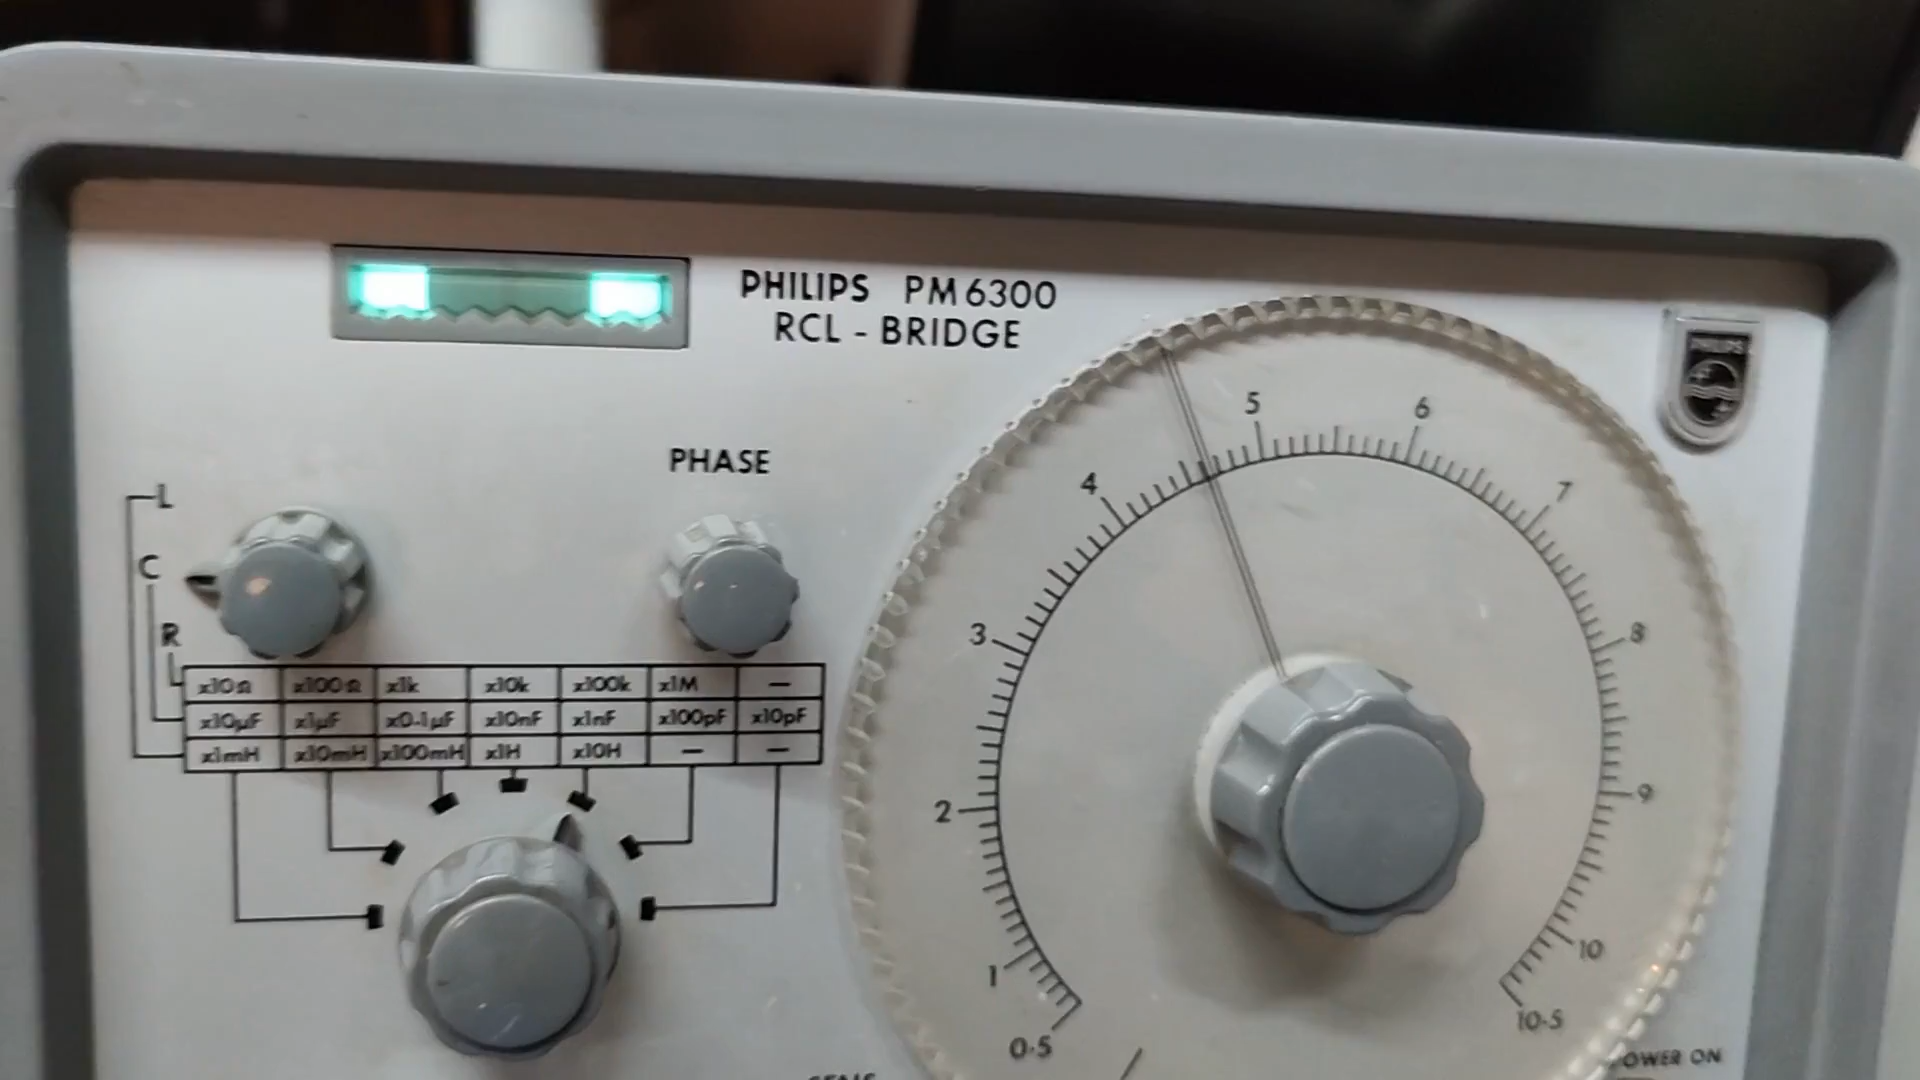 PHILIPS PM6300
RCL - BRIDGE
PHILIPS
PHASE
L
C
R
x10Ω x100Ω x1k x10k x100k x1M —
x10µF x1µF x0·1µF x10nF x1nF x100pF x10pF
x1mH x10mH x100mH x1H x10H — —
0·5
1
2
3
4
5
6
7
8
9
10
10·5
POWER ON